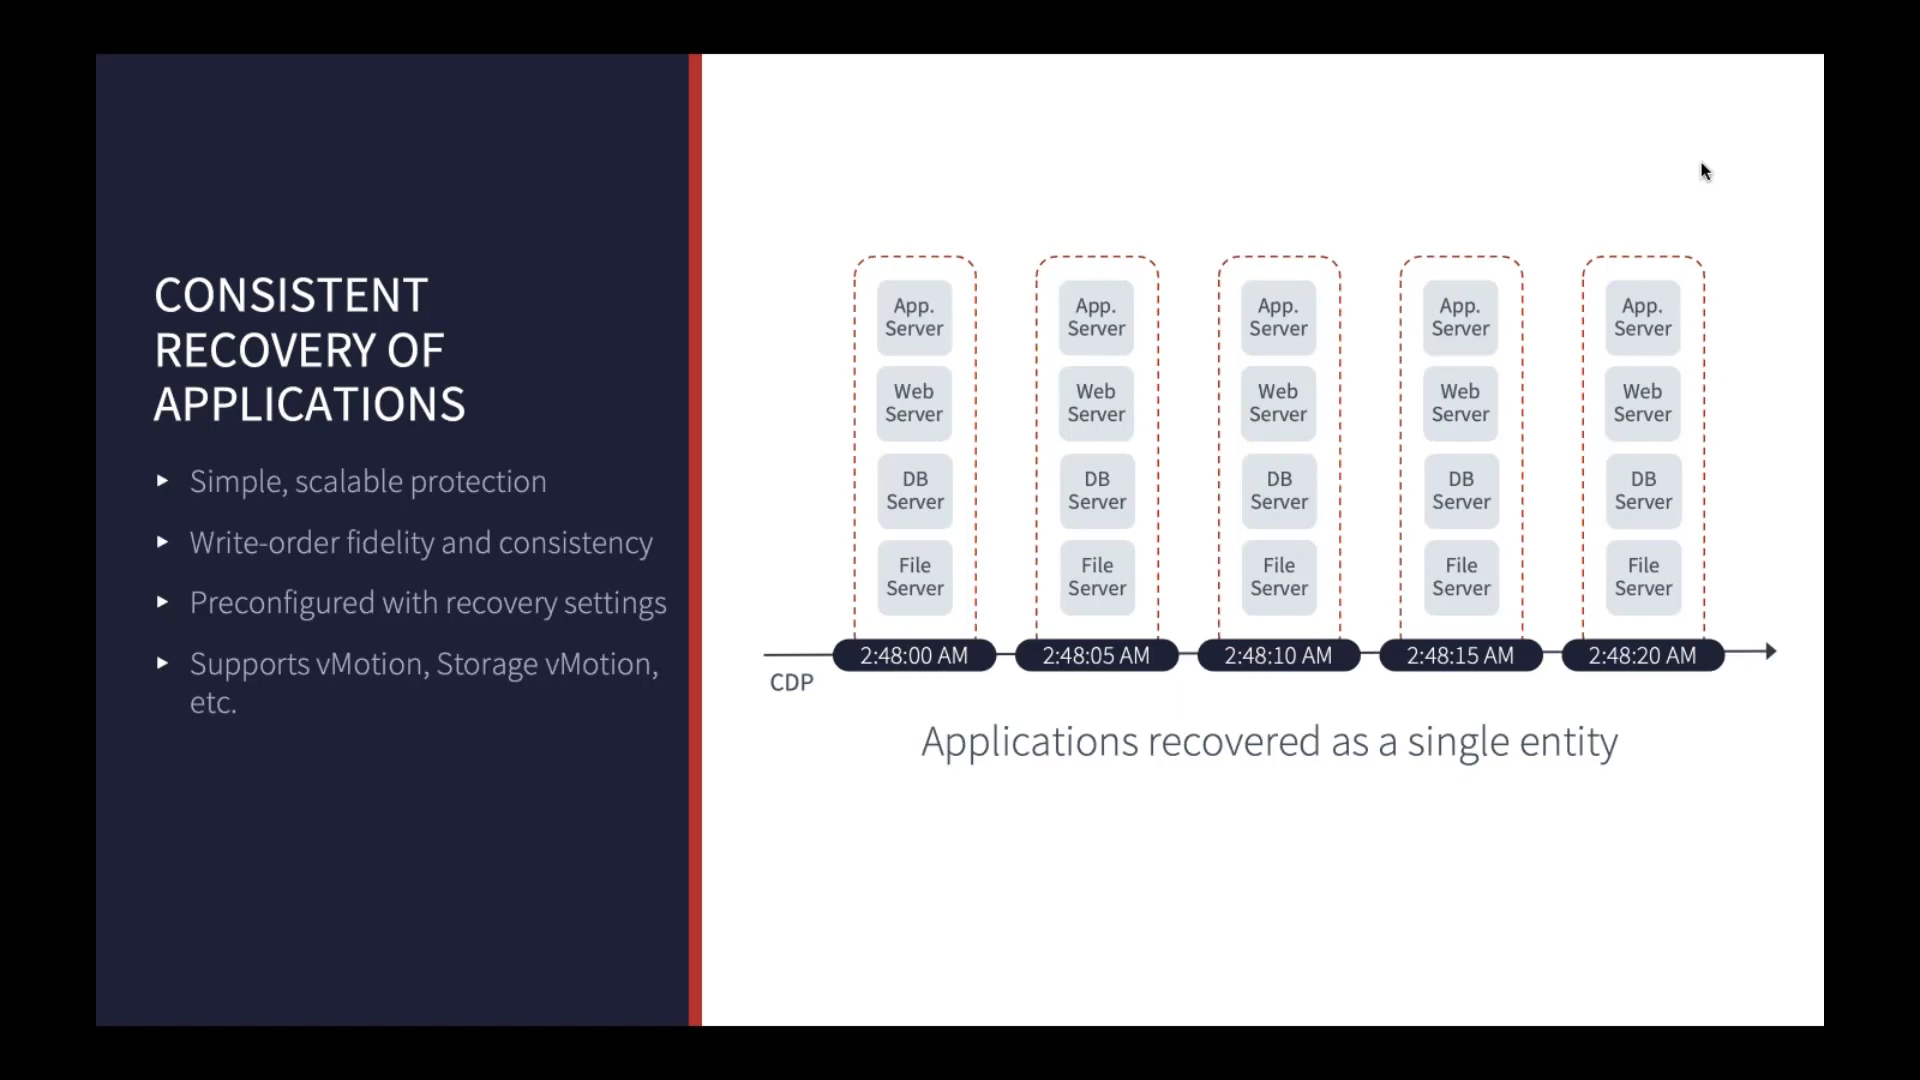 CONSISTENT
RECOVERY OF
APPLICATIONS
Simple, scalable protection
Write-order fidelity and consistency
Preconfigured with recovery settings
Supports vMotion, Storage vMotion,
etc.
App.
Server
Web
Server
DB
Server
File
Server
2:48:00 AM
App.
Server
Web
Server
DB
Server
File
Server
2:48:05 AM
App.
Server
Web
Server
DB
Server
File
Server
2:48:10 AM
App.
Server
Web
Server
DB
Server
File
Server
2:48:15 AM
App.
Server
Web
Server
DB
Server
File
Server
2:48:20 AM
CDP
Applications recovered as a single entity